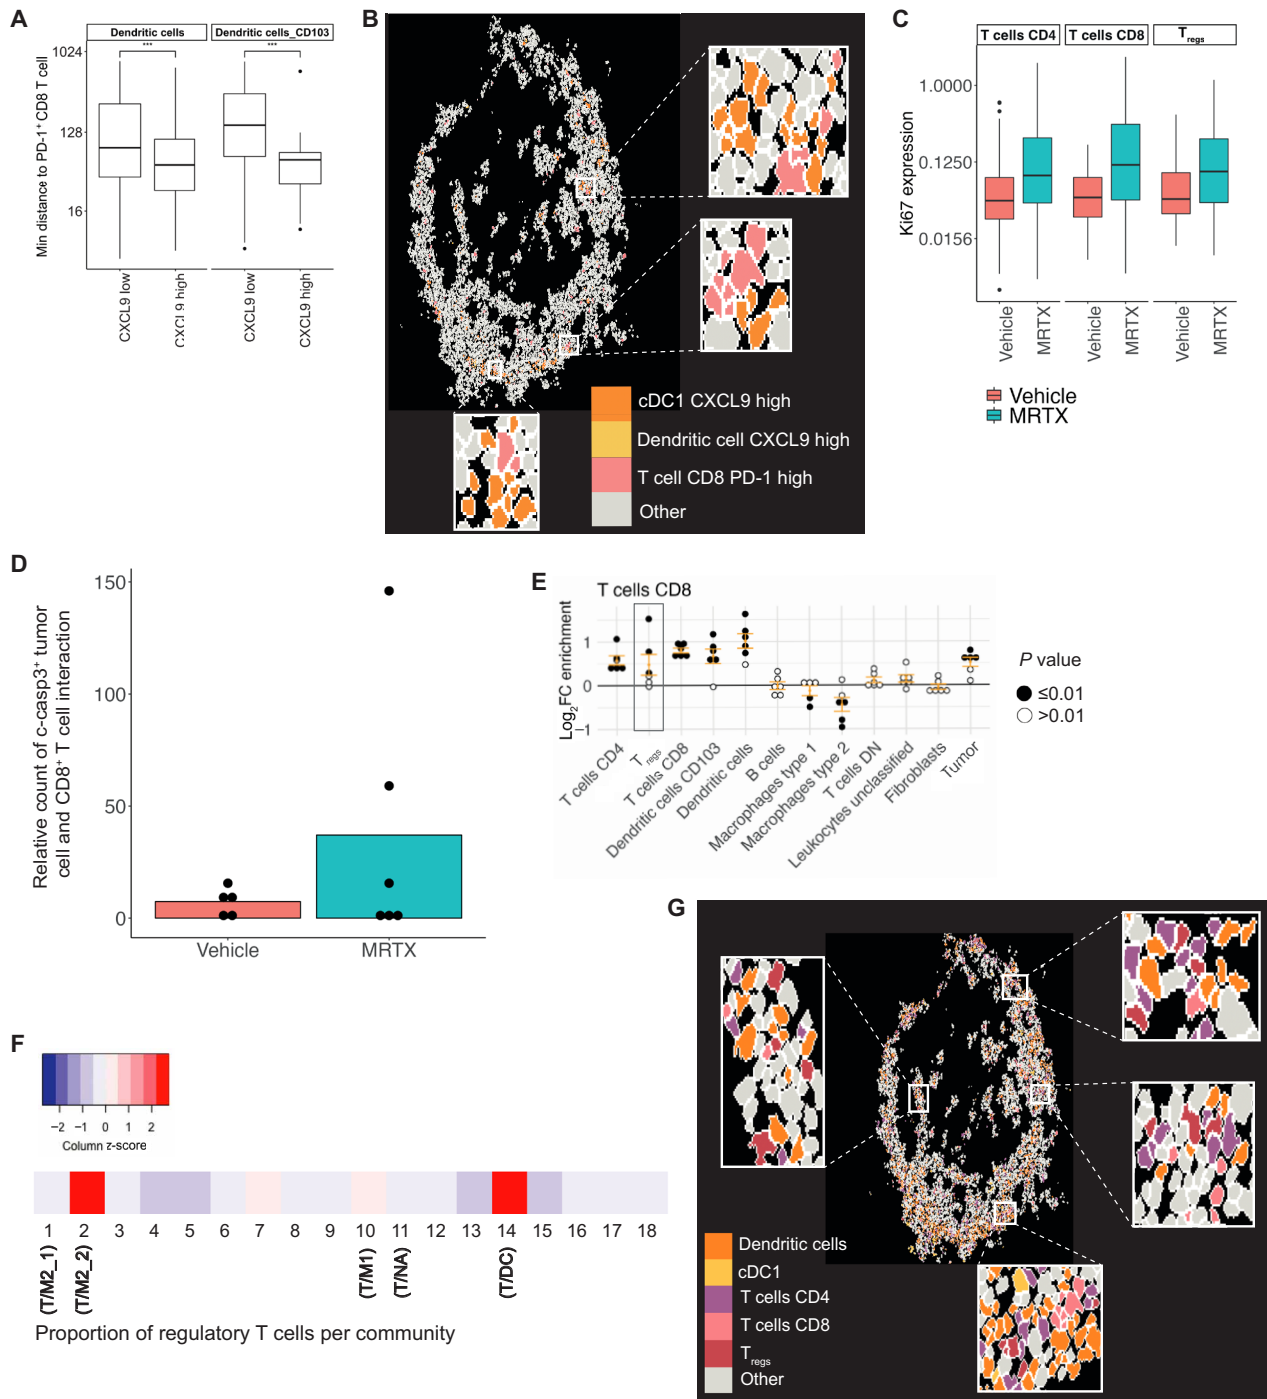 A
Dendritic cells
Dendritic cells_CD103
Min distance to PD-1+ CD8 T cell
1024
128
16
***
***
CXCL9 low
CXCL9 high
CXCL9 low
CXCL9 high
B
cDC1 CXCL9 high
Dendritic cell CXCL9 high
T cell CD8 PD-1 high
Other
C
T cells CD4
T cells CD8
Tregs
Ki67 expression
1.0000
0.1250
0.0156
Vehicle
MRTX
Vehicle
MRTX
Vehicle
MRTX
Vehicle
MRTX
D
Relative count of c-casp3+ tumor
cell and CD8+ T cell interaction
150
100
50
0
Vehicle
MRTX
E
T cells CD8
Log2FC enrichment
1
0
−1
T cells CD4
Tregs
T cells CD8
Dendritic cells CD103
Dendritic cells
B cells
Macrophages type 1
Macrophages type 2
T cells DN
Leukocytes unclassified
Fibroblasts
Tumor
P value
≤0.01
>0.01
F
−2 −1 0 1 2
Column z-score
1 2 3 4 5 6 7 8 9 10 11 12 13 14 15 16 17 18
(T/M2_1)
(T/M2_2)
(T/M1)
(T/NA)
(T/DC)
Proportion of regulatory T cells per community
G
Dendritic cells
cDC1
T cells CD4
T cells CD8
Tregs
Other